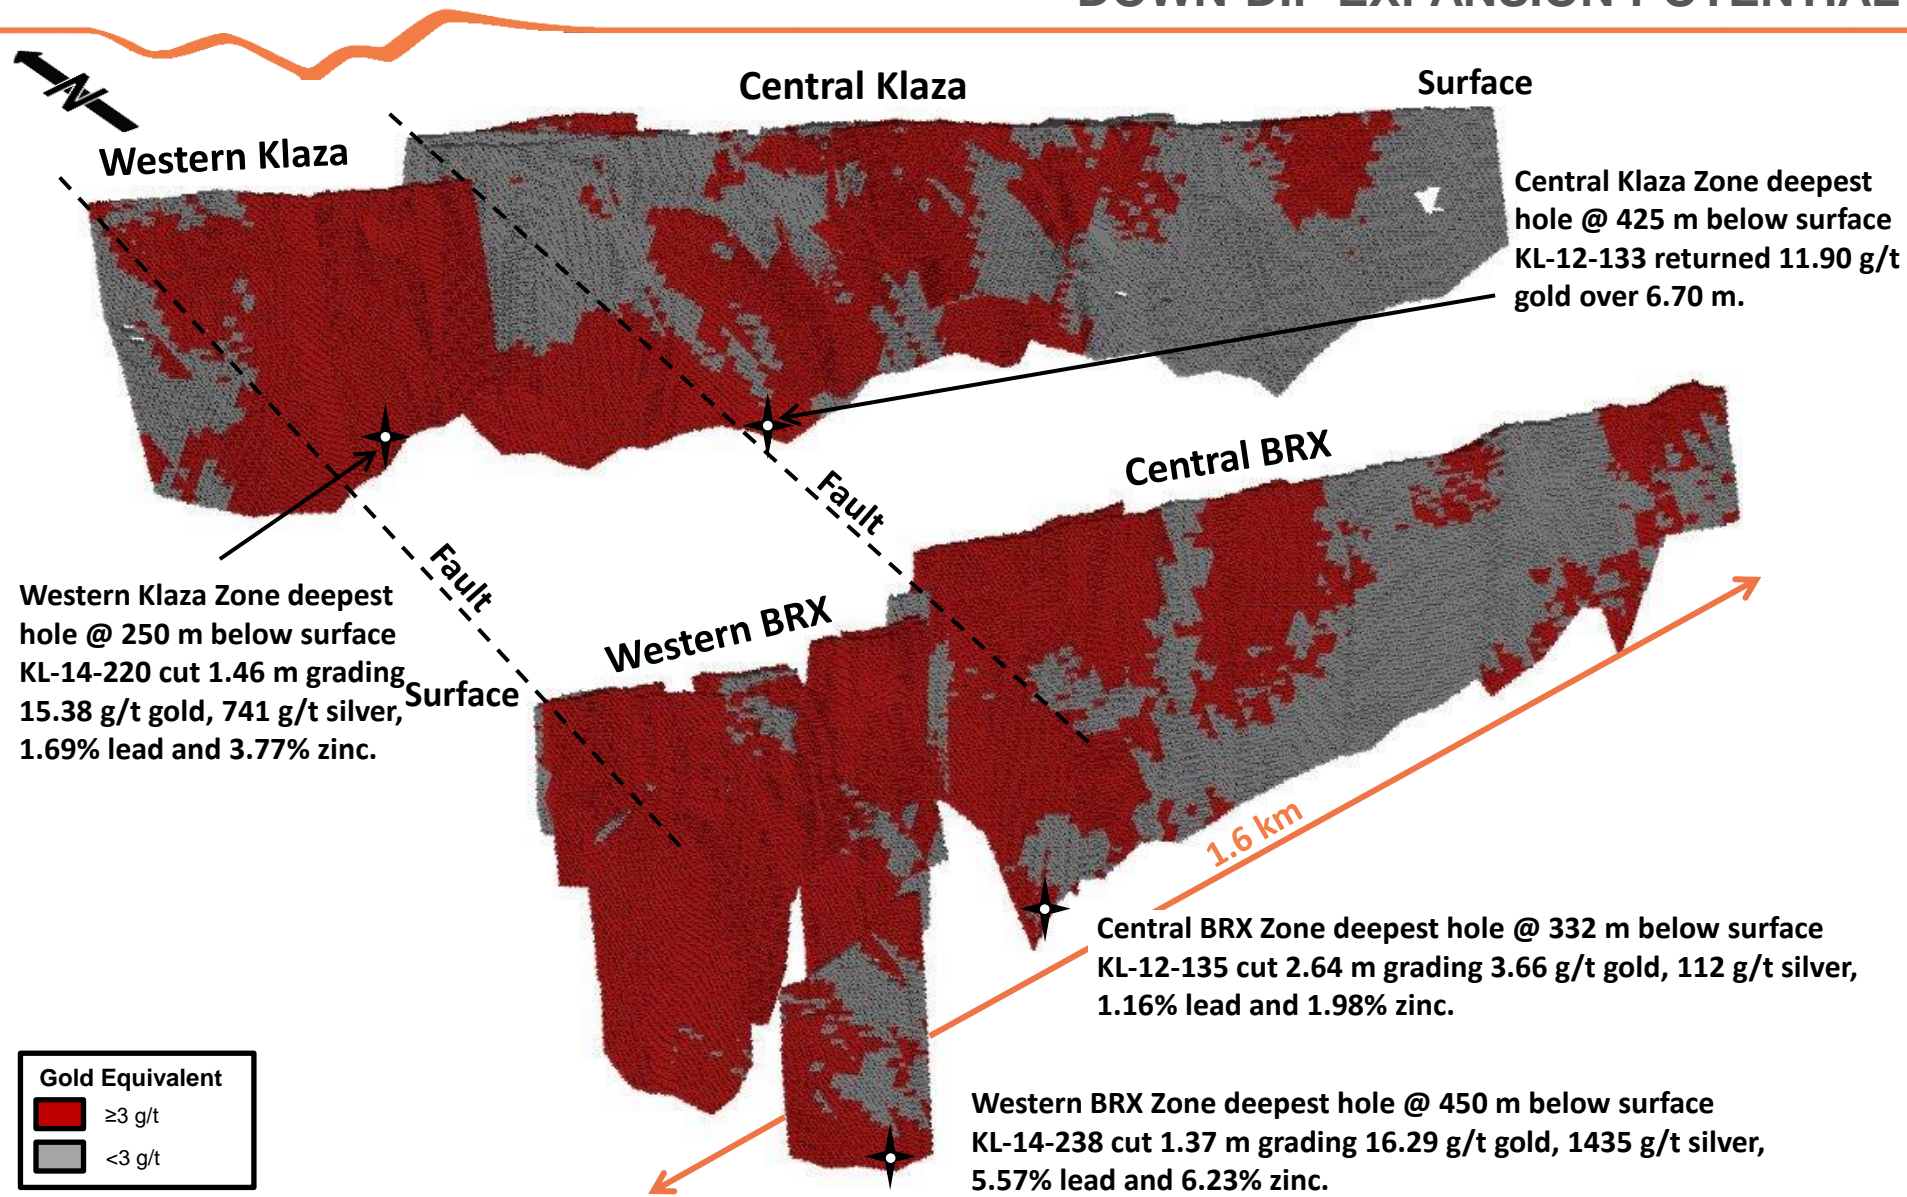 DOWN-DIP EXPANSION POTENTIAL
N
Central Klaza
Surface
Western Klaza
Central Klaza Zone deepest
hole @ 425 m below surface
KL-12-133 returned 11.90 g/t
gold over 6.70 m.
Central BRX
Fault
Fault
Western Klaza Zone deepest
hole @ 250 m below surface
KL-14-220 cut 1.46 m grading
15.38 g/t gold, 741 g/t silver,
1.69% lead and 3.77% zinc.
Western BRX
Surface
1.6 km
Central BRX Zone deepest hole @ 332 m below surface
KL-12-135 cut 2.64 m grading 3.66 g/t gold, 112 g/t silver,
1.16% lead and 1.98% zinc.
Gold Equivalent
≥3 g/t
<3 g/t
Western BRX Zone deepest hole @ 450 m below surface
KL-14-238 cut 1.37 m grading 16.29 g/t gold, 1435 g/t silver,
5.57% lead and 6.23% zinc.